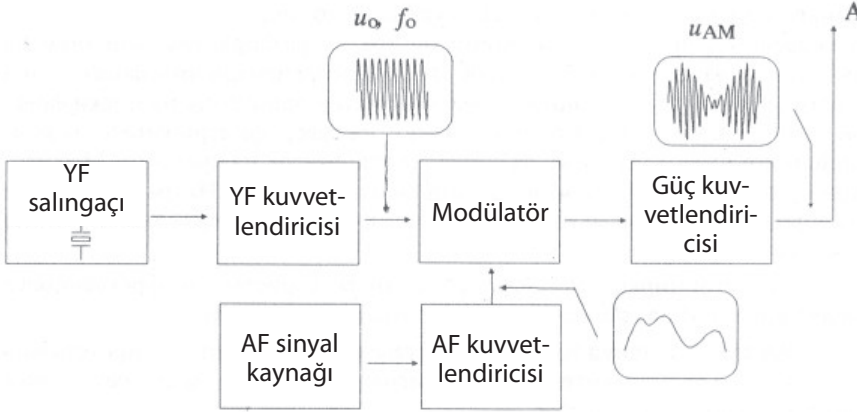 u₀, f₀
u_AM
A
YF
salıngaçı
YF kuvvet-
lendiricisi
Modülatör
Güç kuv-
vetlendiri-
cisi
AF sinyal
kaynağı
AF kuvvet-
lendiricisi